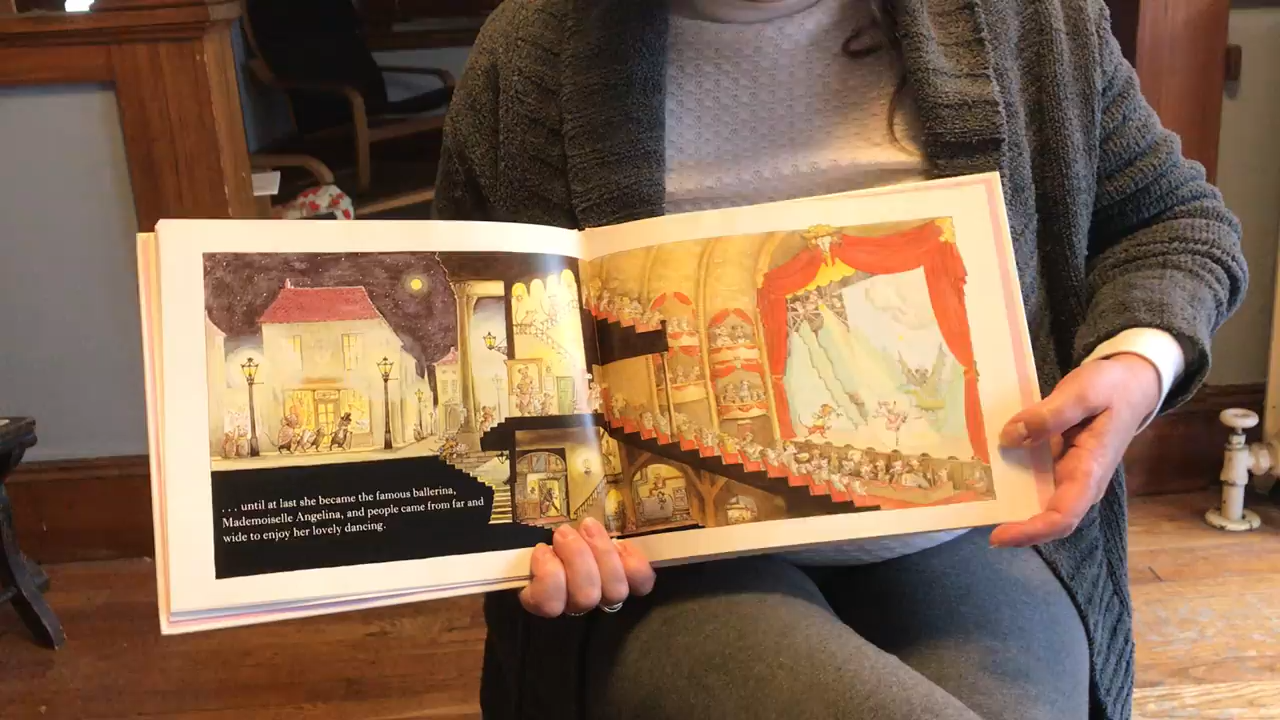 . . . until at last she became the famous ballerina,
Mademoiselle Angelina, and people came from far and
wide to enjoy her lovely dancing.